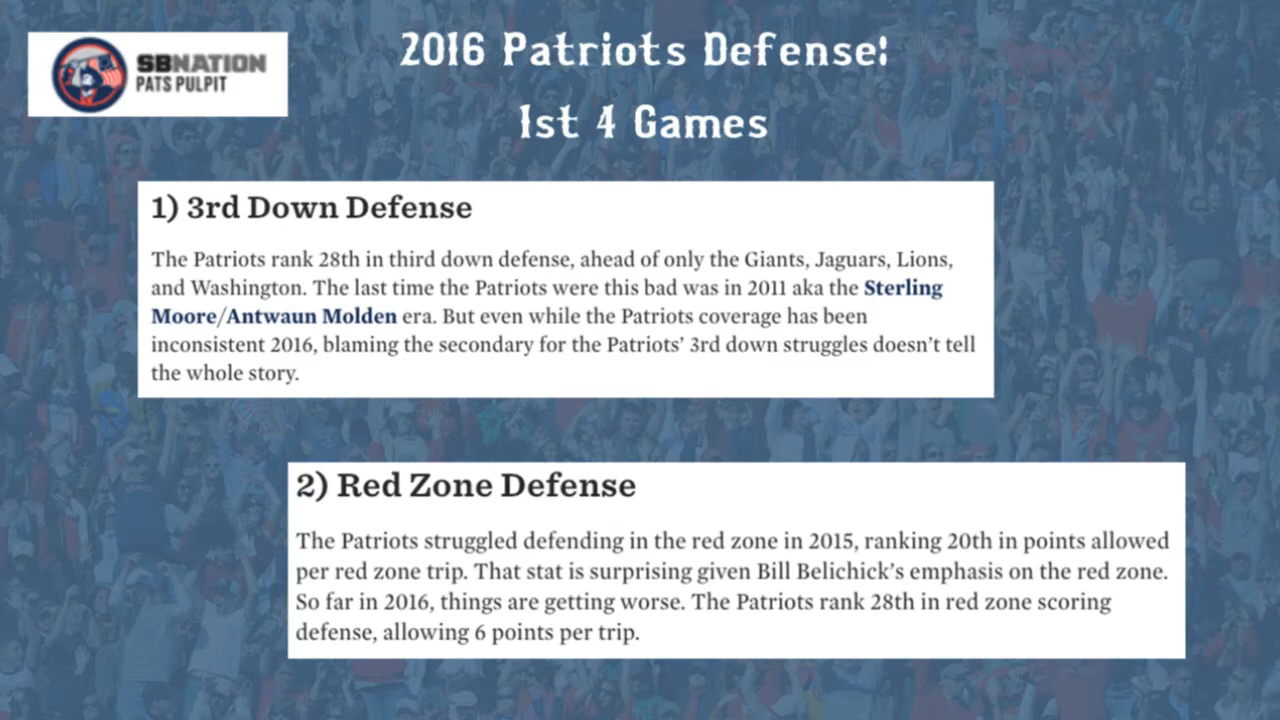 SBNATION
PATS PULPIT
2016 Patriots Defense!
1st 4 Games
1) 3rd Down Defense
The Patriots rank 28th in third down defense, ahead of only the Giants, Jaguars, Lions,
and Washington. The last time the Patriots were this bad was in 2011 aka the Sterling
Moore/Antwaun Molden era. But even while the Patriots coverage has been
inconsistent 2016, blaming the secondary for the Patriots’ 3rd down struggles doesn’t tell
the whole story.
2) Red Zone Defense
The Patriots struggled defending in the red zone in 2015, ranking 20th in points allowed
per red zone trip. That stat is surprising given Bill Belichick’s emphasis on the red zone.
So far in 2016, things are getting worse. The Patriots rank 28th in red zone scoring
defense, allowing 6 points per trip.